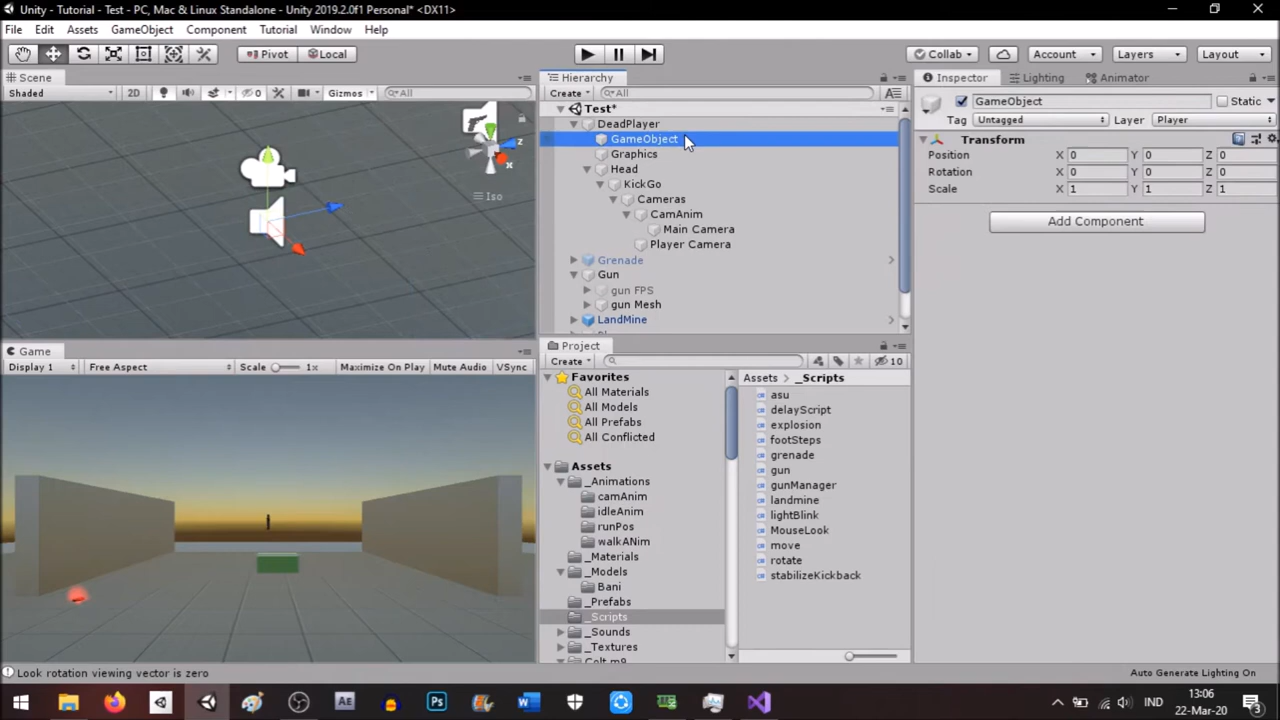 Unity - Tutorial - Test - PC, Mac & Linux Standalone - Unity 2019.2.0f1 Personal* <DX11>
File Edit Assets GameObject Component Tutorial Window Help
Pivot Local Collab Account Layers Layout
Scene
Shaded 2D Gizmos All
y
z
x
Iso
Hierarchy
Create All
Test*
DeadPlayer
GameObject
Graphics
Head
KickGo
Cameras
CamAnim
Main Camera
Player Camera
Grenade
Gun
gun FPS
gun Mesh
LandMine
Inspector Lighting Animator
GameObject Static
Tag Untagged Layer Player
Transform
Position X 0 Y 0 Z 0
Rotation X 0 Y 0 Z 0
Scale X 1 Y 1 Z 1
Add Component
Game
Display 1 Free Aspect Scale 1x Maximize On Play Mute Audio VSync
Project
Create 10
Favorites
All Materials
All Models
All Prefabs
All Conflicted
Assets
_Animations
camAnim
idleAnim
runPos
walkANim
_Materials
_Models
Bani
_Prefabs
_Scripts
_Sounds
_Textures
Colt m9
Assets > _Scripts
asu
delayScript
explosion
footSteps
grenade
gun
gunManager
landmine
lightBlink
MouseLook
move
rotate
stabilizeKickback
Look rotation viewing vector is zero
Auto Generate Lighting On
Ae Ps IND
13:06
22-Mar-20
3